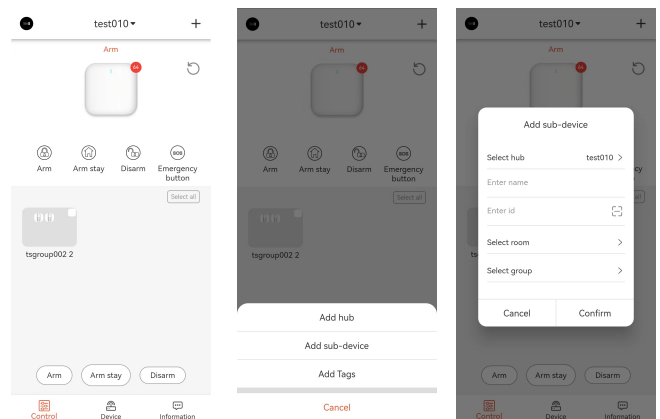 test010
Arm
64
Arm
Arm stay
Disarm
SOS
Emergency
button
Select all
tsgroup002 2
Arm
Arm stay
Disarm
Control
Device
Information
test010
Arm
Arm
Arm stay
Disarm
SOS
Emergency
button
Select all
tsgroup002 2
Add hub
Add sub-device
Add Tags
Cancel
test010
Arm
Add sub-device
Select hub
test010
Enter name
Enter id
Select room
Select group
Cancel
Confirm
Arm
Arm stay
Disarm
Control
Device
Information